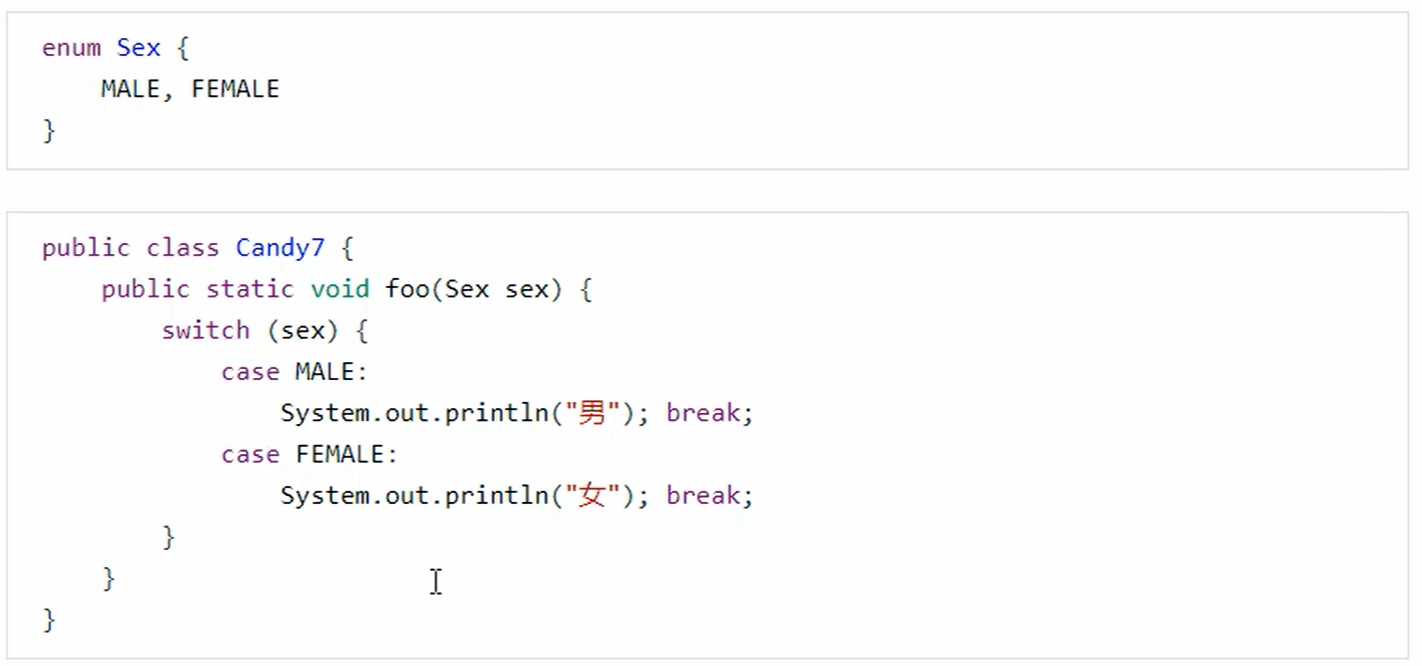 enum Sex {
    MALE, FEMALE
}
public class Candy7 {
    public static void foo(Sex sex) {
        switch (sex) {
            case MALE:
                System.out.println("男"); break;
            case FEMALE:
                System.out.println("女"); break;
        }
    }
}